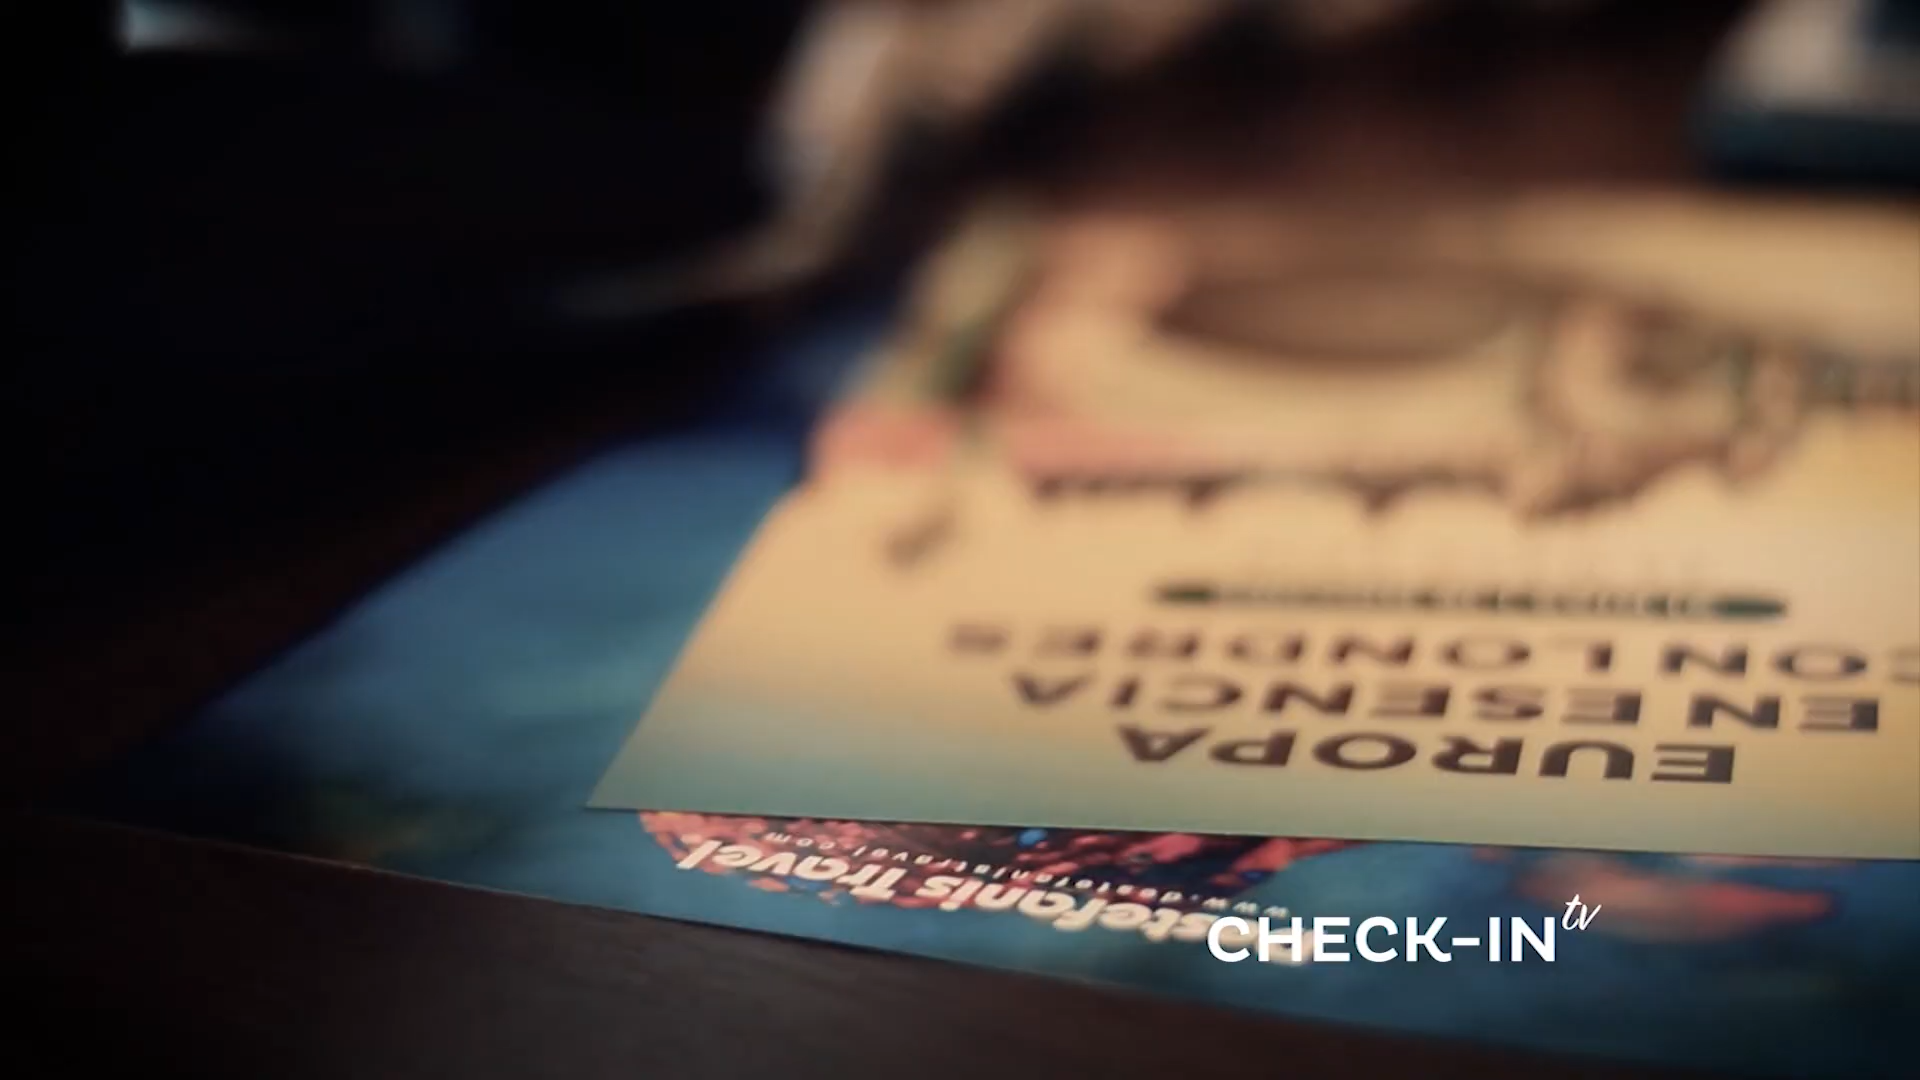 EUROPA
EN ESENCIA
CON LONDRES
Destefanis Travel
www.destefanistravel.com
CHECK-IN tv